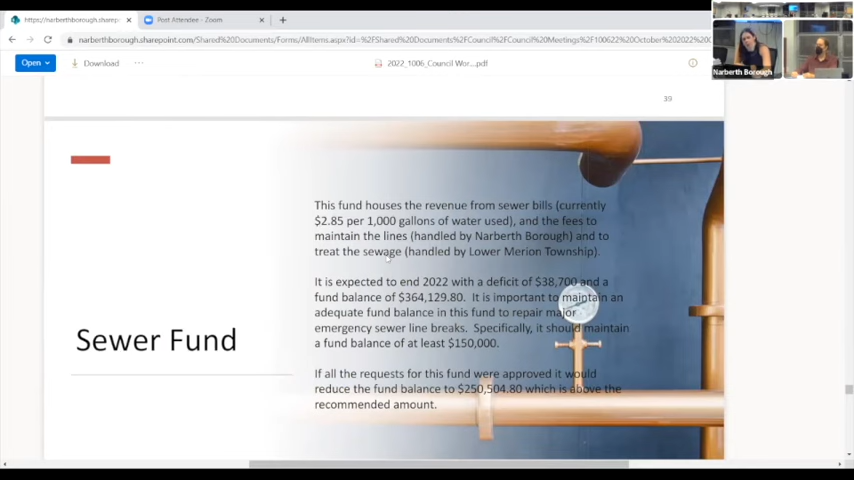 https://narberthborough.sharep
Post Attendee - Zoom
narberthborough.sharepoint.com/Shared%20Documents/Forms/AllItems.aspx?id=%2FShared%20Documents%2FCouncil%2FCouncil%20Meetings%2F100622%20October%202022%20C
Open
Download
2022_1006_Council Wor...pdf
Narberth Borough
39
This fund houses the revenue from sewer bills (currently
$2.85 per 1,000 gallons of water used), and the fees to
maintain the lines (handled by Narberth Borough) and to
treat the sewage (handled by Lower Merion Township).
It is expected to end 2022 with a deficit of $38,700 and a
fund balance of $364,129.80. It is important to maintain an
adequate fund balance in this fund to repair major
emergency sewer line breaks. Specifically, it should maintain
a fund balance of at least $150,000.
Sewer Fund
If all the requests for this fund were approved it would
reduce the fund balance to $250,504.80 which is above the
recommended amount.